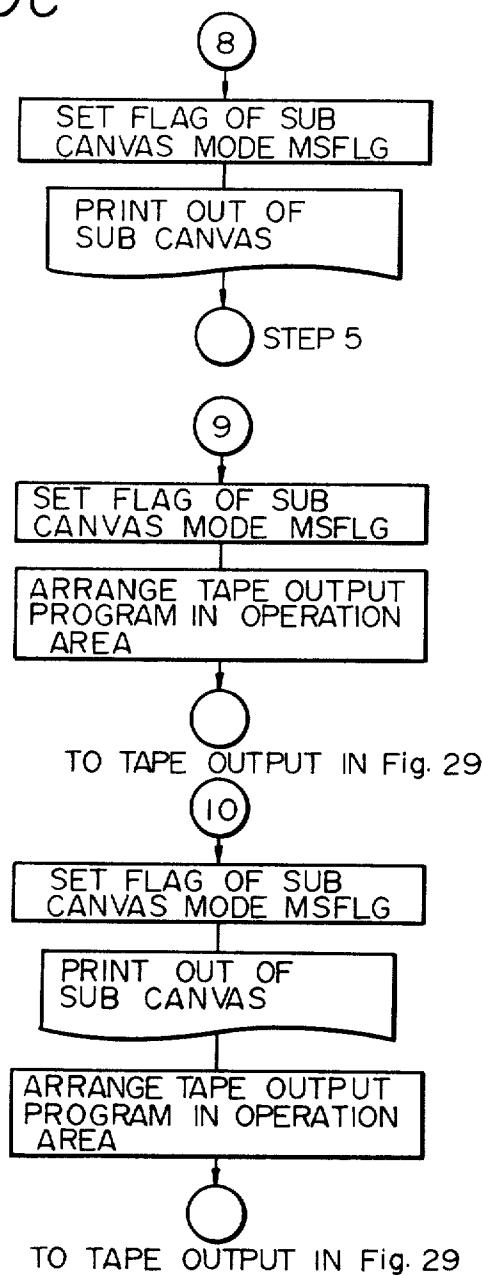 8
SET FLAG OF SUB
CANVAS MODE MSFLG
PRINT OUT OF
SUB CANVAS
STEP 5
9
SET FLAG OF SUB
CANVAS MODE MSFLG
ARRANGE TAPE OUTPUT
PROGRAM IN OPERATION
AREA
TO TAPE OUTPUT IN Fig. 29
10
SET FLAG OF SUB
CANVAS MODE MSFLG
PRINT OUT OF
SUB CANVAS
ARRANGE TAPE OUTPUT
PROGRAM IN OPERATION
AREA
TO TAPE OUTPUT IN Fig. 29